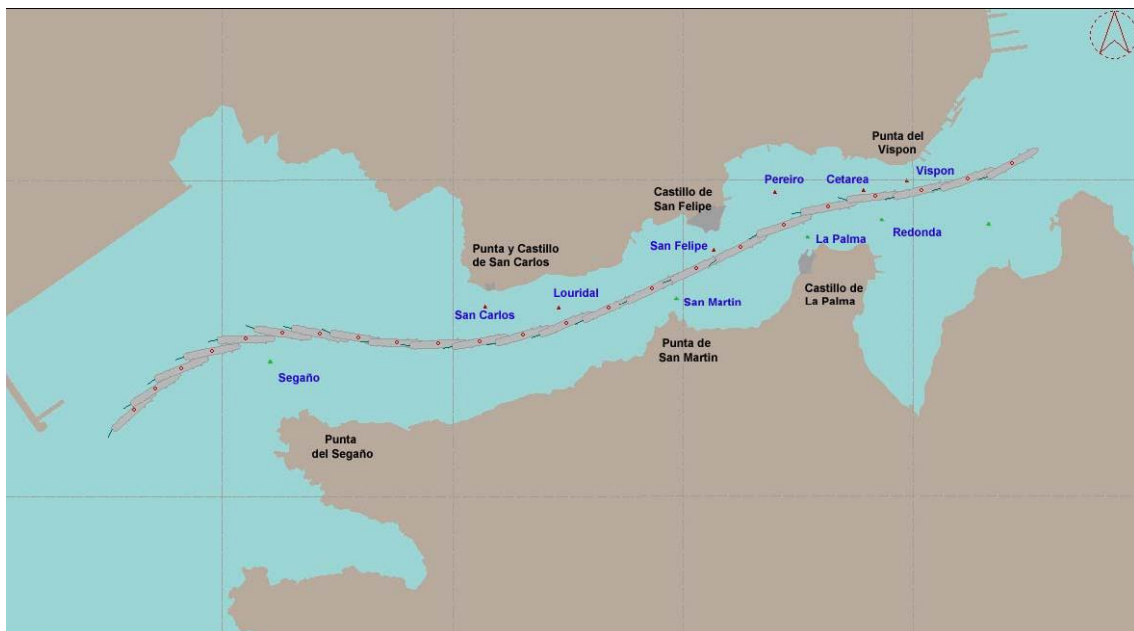 Punta del
Vispon
Pereiro
Cetarea
Vispon
Castillo de
San Felipe
La Palma
Redonda
San Felipe
Punta y Castillo
de San Carlos
Castillo de
La Palma
Louridal
San Martin
San Carlos
Punta de
San Martin
Segaño
Punta
del Segaño